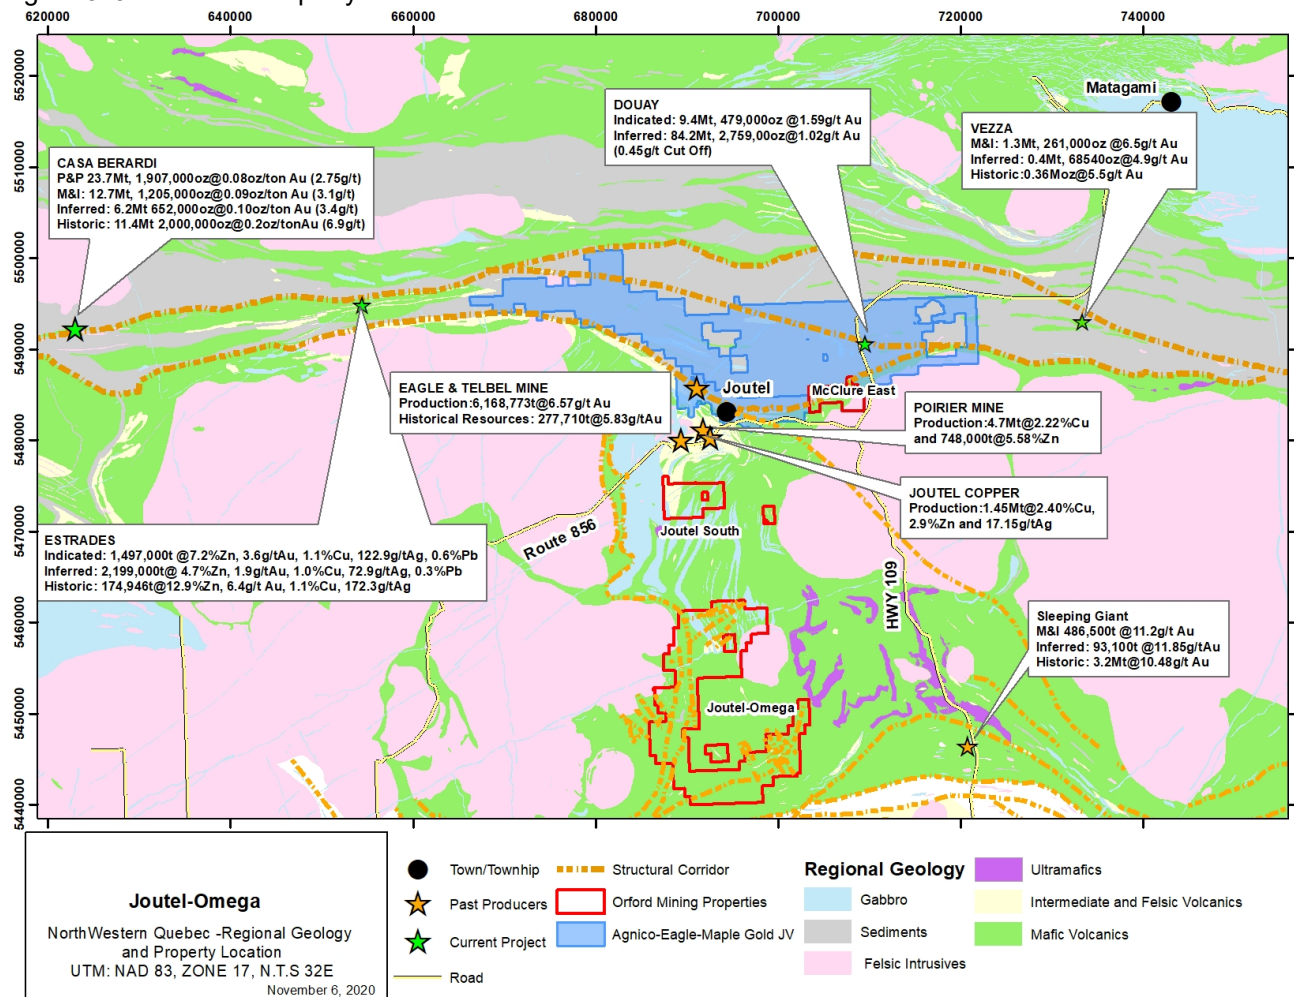 620000 640000 660000 680000 700000 720000 740000
5520000
5510000
5500000
5490000
5480000
5470000
5460000
5450000
5440000
Matagami
DOUAY
Indicated: 9.4Mt, 479,000oz @1.59g/t Au
Inferred: 84.2Mt, 2,759,00oz@1.02g/t Au
(0.45g/t Cut Off)
VEZZA
M&I: 1.3Mt, 261,000oz @6.5g/t Au
Inferred: 0.4Mt, 68540oz@4.9g/t Au
Historic:0.36Moz@5.5g/t Au
CASA BERARDI
P&P 23.7Mt, 1,907,000oz@0.08oz/ton Au (2.75g/t)
M&I: 12.7Mt, 1,205,000oz@0.09oz/ton Au (3.1g/t)
Inferred: 6.2Mt 652,000oz@0.10oz/ton Au (3.4g/t)
Historic: 11.4Mt 2,000,000oz@0.2oz/tonAu (6.9g/t)
EAGLE & TELBEL MINE
Production:6,168,773t@6.57g/t Au
Historical Resources: 277,710t@5.83g/tAu
Joutel
McClure East
POIRIER MINE
Production:4.7Mt@2.22%Cu
and 748,000t@5.58%Zn
JOUTEL COPPER
Production:1.45Mt@2.40%Cu,
2.9%Zn and 17.15g/tAg
Joutel South
Route 856
HWY 109
ESTRADES
Indicated: 1,497,000t @7.2%Zn, 3.6g/tAu, 1.1%Cu, 122.9g/tAg, 0.6%Pb
Inferred: 2,199,000t@ 4.7%Zn, 1.9g/tAu, 1.0%Cu, 72.9g/tAg, 0.3%Pb
Historic: 174,946t@12.9%Zn, 6.4g/t Au, 1.1%Cu, 172.3g/tAg
Sleeping Giant
M&I 486,500t @11.2g/t Au
Inferred: 93,100t @11.85g/tAu
Historic: 3.2Mt@10.48g/t Au
Joutel-Omega
Joutel-Omega
NorthWestern Quebec -Regional Geology
and Property Location
UTM: NAD 83, ZONE 17, N.T.S 32E
November 6, 2020
Town/Townhip
Past Producers
Current Project
Road
Structural Corridor
Orford Mining Properties
Agnico-Eagle-Maple Gold JV
Regional Geology
Gabbro
Sediments
Felsic Intrusives
Ultramafics
Intermediate and Felsic Volcanics
Mafic Volcanics